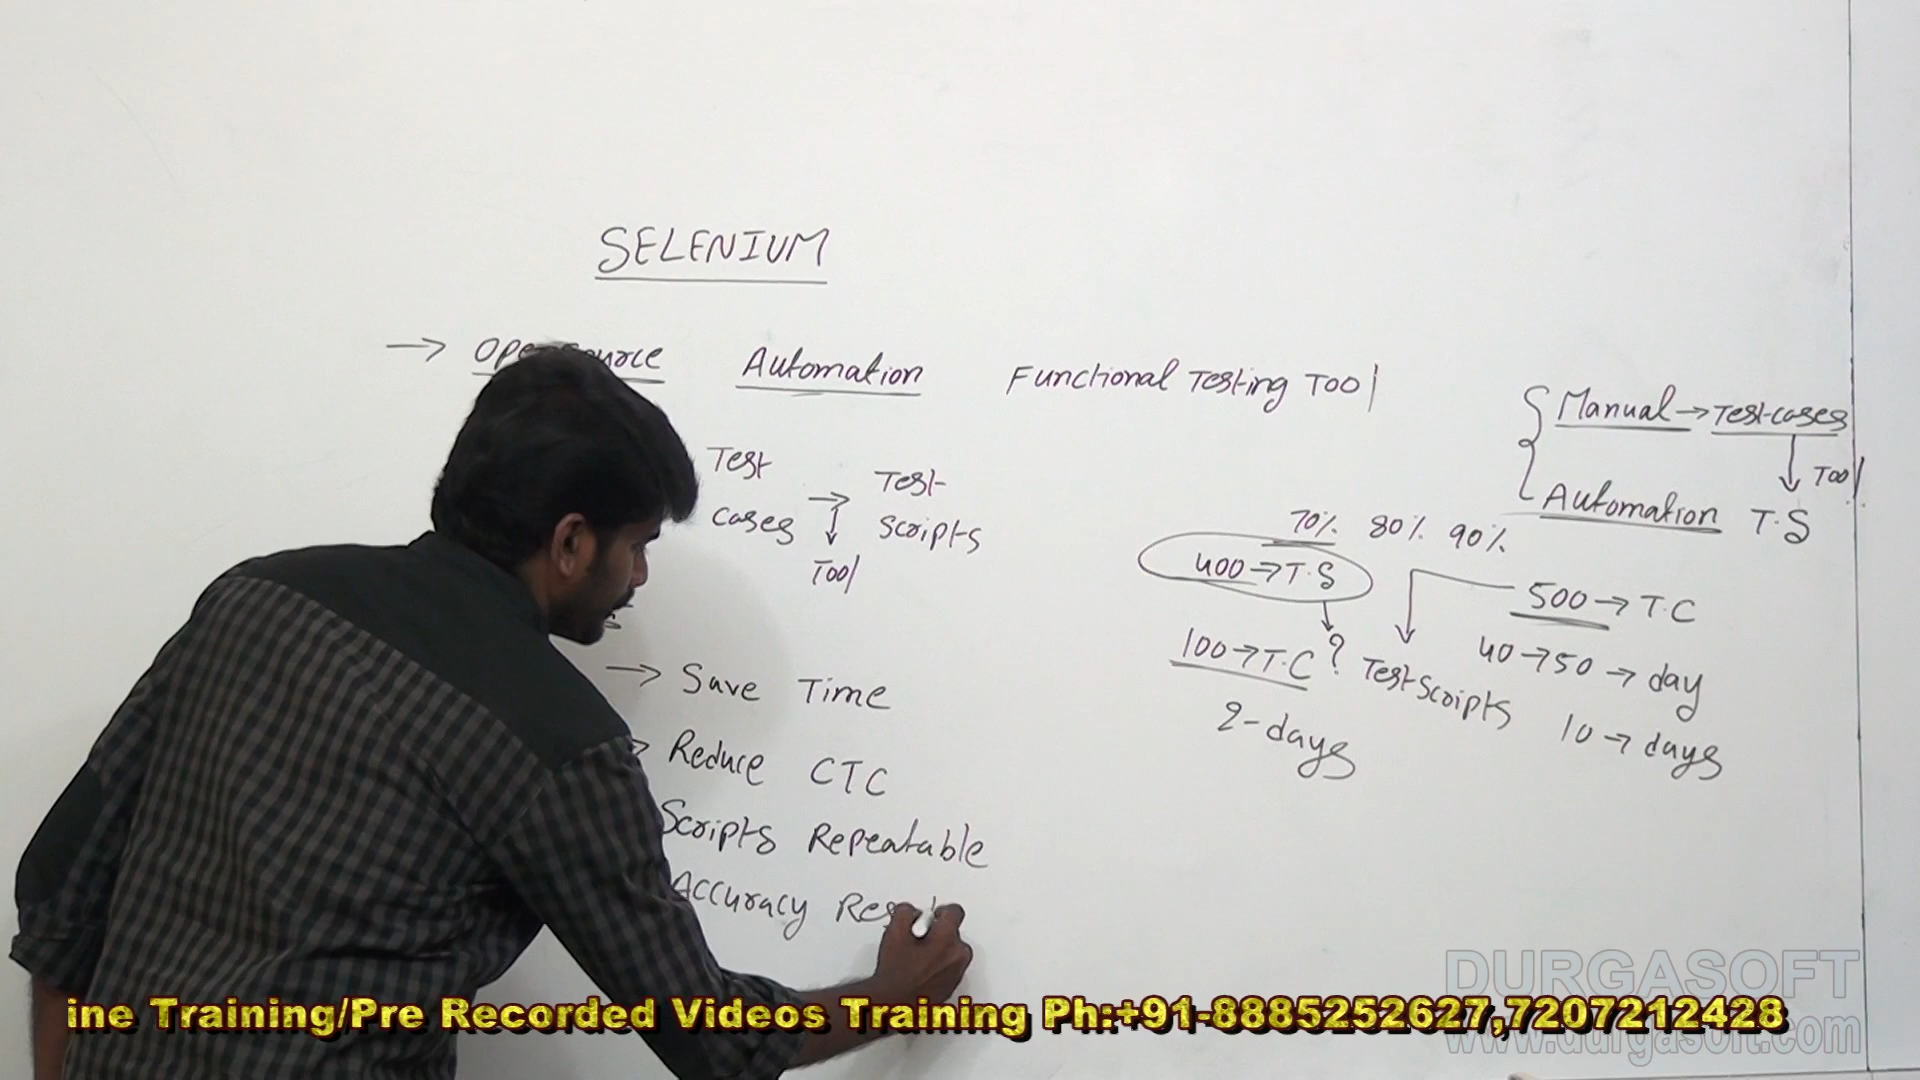 SELENIUM
→ Open source Automation Functional Testing Tool
Test cases → Test Scripts
↓
Tool
→ Save Time
→ Reduce CTC
Scripts Repeatable
Accuracy
Manual → Test cases
↓ Tool
Automation T.S
70% 80% 90%
400 → T.S
500 → T.C
100 → T.C ?
Test Scripts
40 → 50 → day
2-days
10 → days
DURGASOFT
www.durgasoft.com
ine Training/Pre Recorded Videos Training Ph:+91-8885252627,7207212428